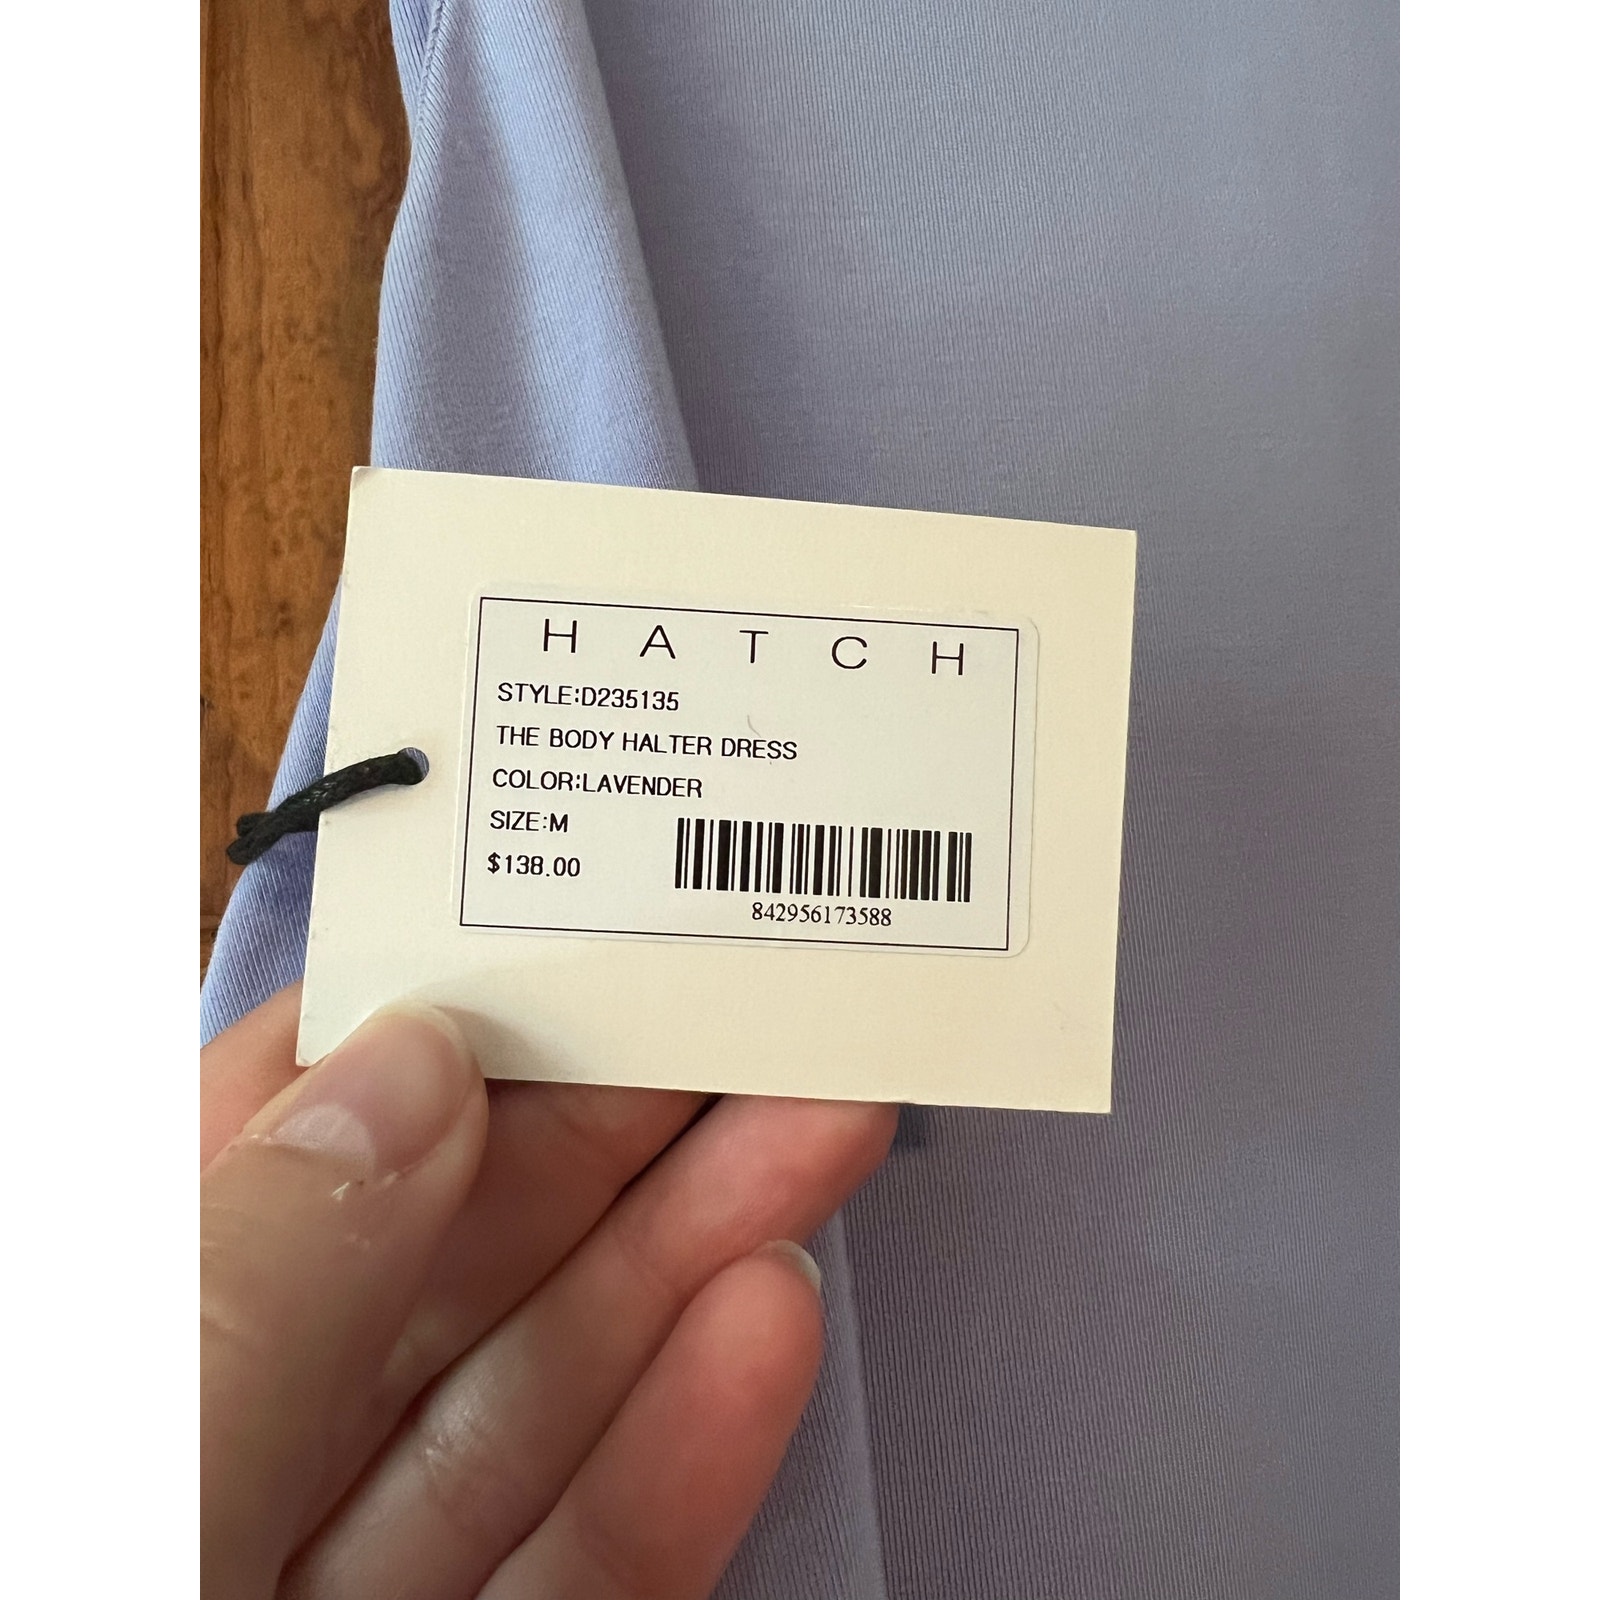 H A T C H
STYLE:D235135
THE BODY HALTER DRESS
COLOR:LAVENDER
SIZE:M
$138.00
842956173588